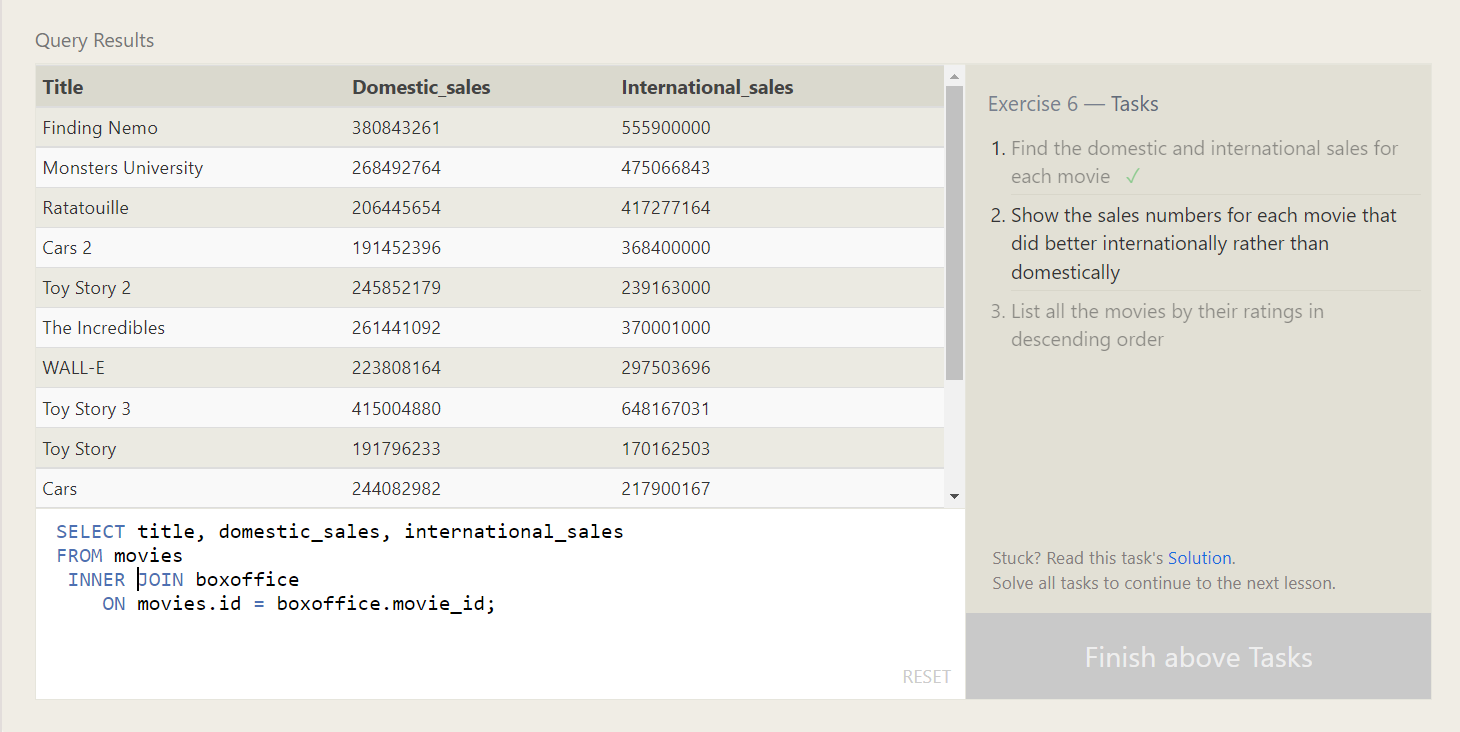 Query Results
Title Domestic_sales International_sales
Finding Nemo 380843261 555900000
Monsters University 268492764 475066843
Ratatouille 206445654 417277164
Cars 2 191452396 368400000
Toy Story 2 245852179 239163000
The Incredibles 261441092 370001000
WALL-E 223808164 297503696
Toy Story 3 415004880 648167031
Toy Story 191796233 170162503
Cars 244082982 217900167
SELECT title, domestic_sales, international_sales
FROM movies
INNER JOIN boxoffice
ON movies.id = boxoffice.movie_id;
RESET
Exercise 6 — Tasks
1. Find the domestic and international sales for
each movie ✓
2. Show the sales numbers for each movie that
did better internationally rather than
domestically
3. List all the movies by their ratings in
descending order
Stuck? Read this task's Solution.
Solve all tasks to continue to the next lesson.
Finish above Tasks